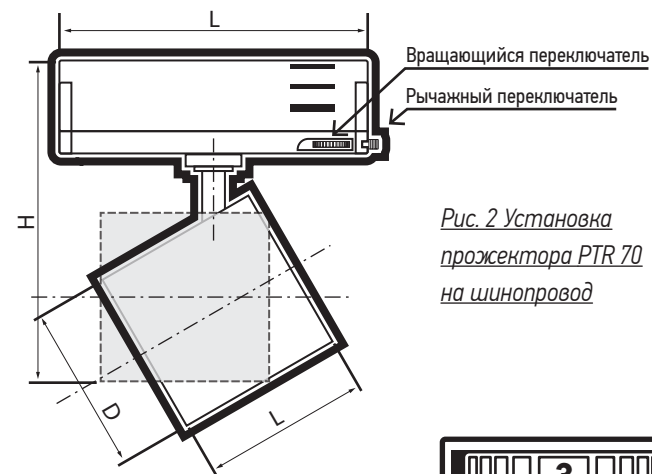 L
Вращающийся переключатель
Рычажный переключатель
H
Рис. 2 Установка
прожектора PTR 70
на шинопровод
D
L
3